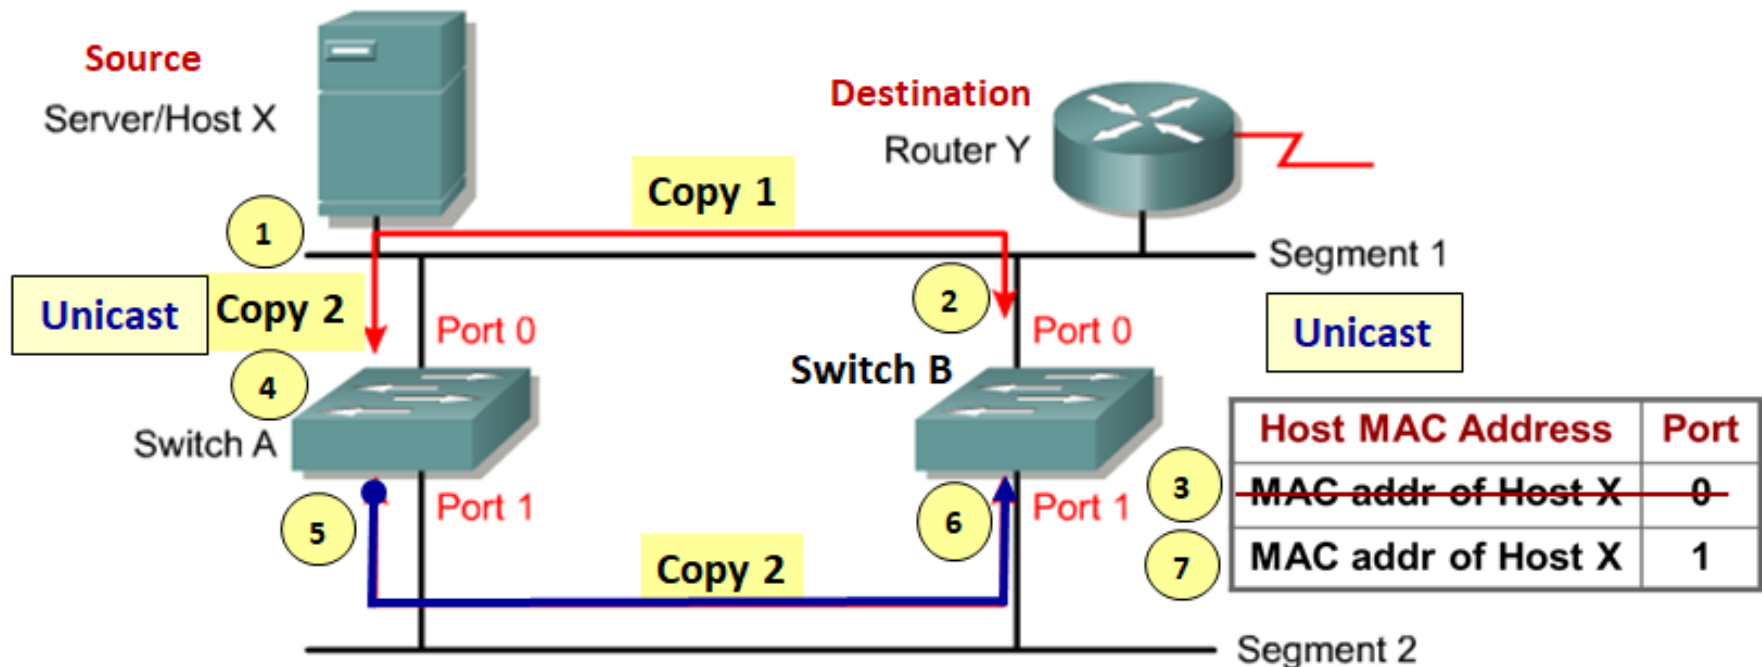 Source
Server/Host X
Destination
Router Y
Copy 1
1
Segment 1
Unicast
Copy 2
2
Port 0
Port 0
Unicast
4
Switch B
Switch A
Host MAC Address Port
3
MAC addr of Host X 0
5
Port 1
6
Port 1
7
MAC addr of Host X 1
Copy 2
Segment 2